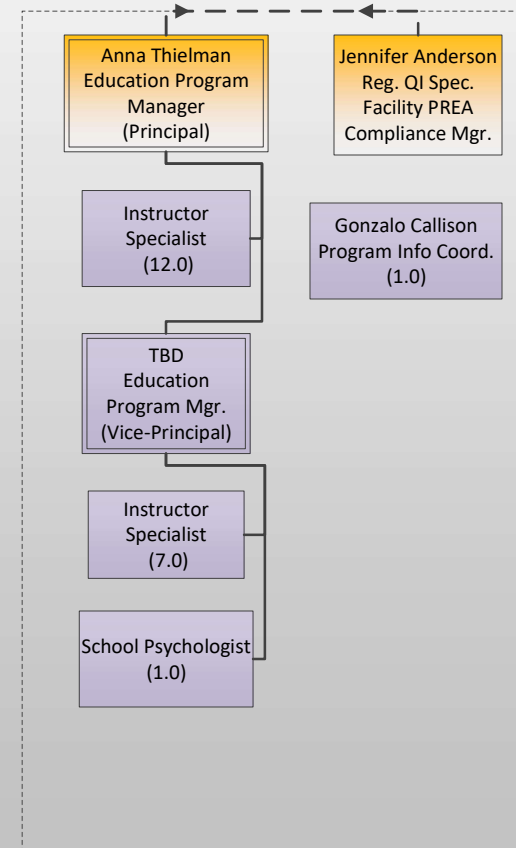 Anna Thielman
Education Program
Manager
(Principal)
Jennifer Anderson
Reg. QI Spec.
Facility PREA
Compliance Mgr.
Instructor
Specialist
(12.0)
Gonzalo Callison
Program Info Coord.
(1.0)
TBD
Education
Program Mgr.
(Vice-Principal)
Instructor
Specialist
(7.0)
School Psychologist
(1.0)